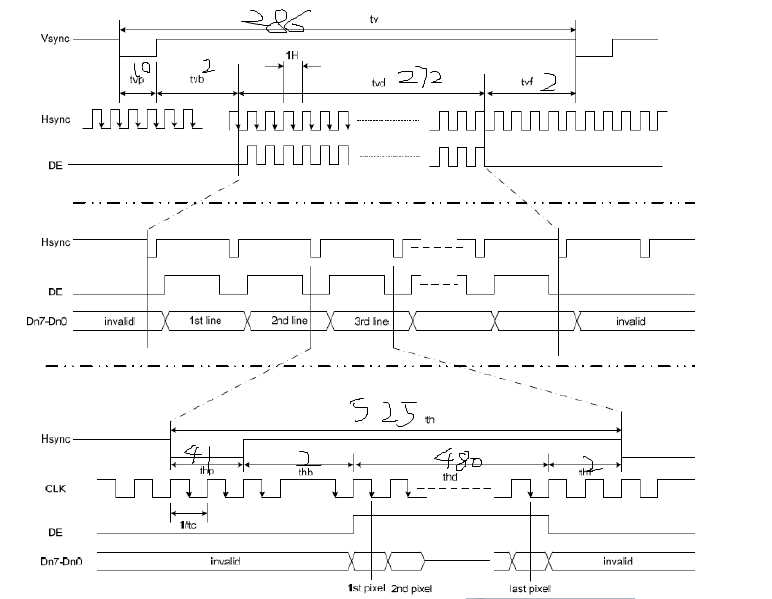 286
tv
Vsync
10 2 1H
tvp tvb tvd 272 tvf 2
Hsync
DE
Hsync
DE
Dn7-Dn0 invalid 1st line 2nd line 3rd line invalid
525 th
Hsync
41 2 480 2
thp thb thd thf
CLK
1/tc
DE
Dn7-Dn0 invalid invalid
1st pixel 2nd pixel last pixel